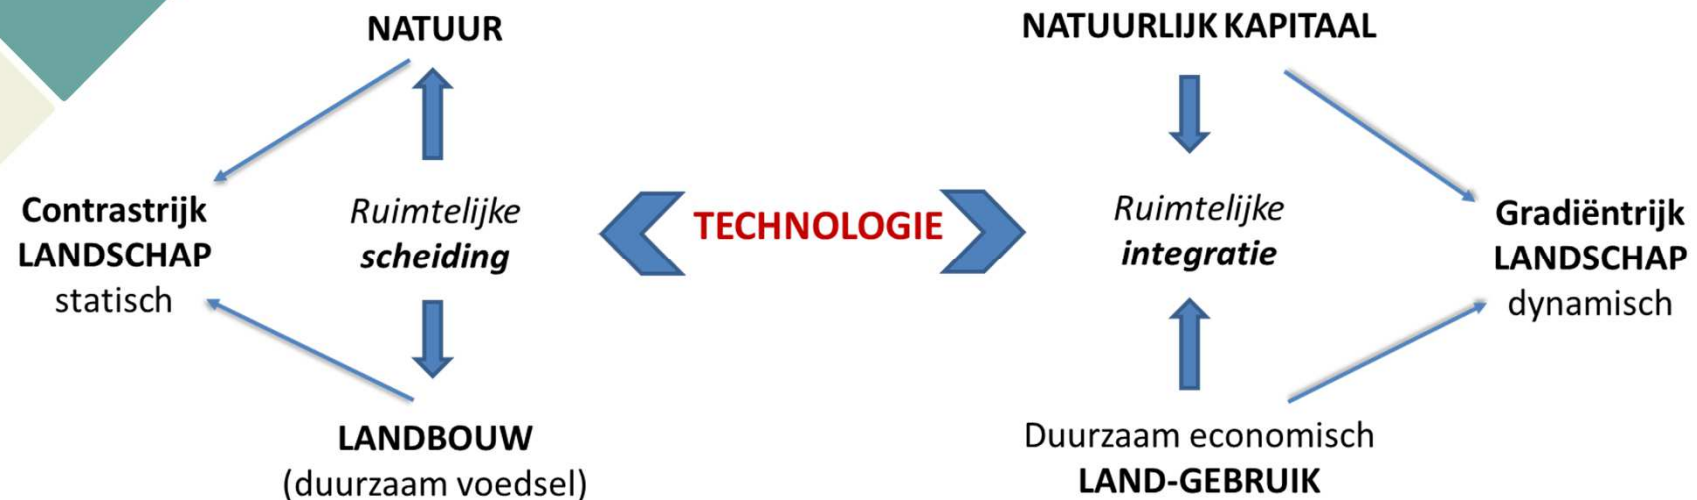 NATUUR
Contrastrijk
LANDSCHAP
statisch
Ruimtelijke
scheiding
LANDBOUW
(duurzaam voedsel)
TECHNOLOGIE
NATUURLIJK KAPITAAL
Ruimtelijke
integratie
Duurzaam economisch
LAND-GEBRUIK
Gradiëntrijk
LANDSCHAP
dynamisch